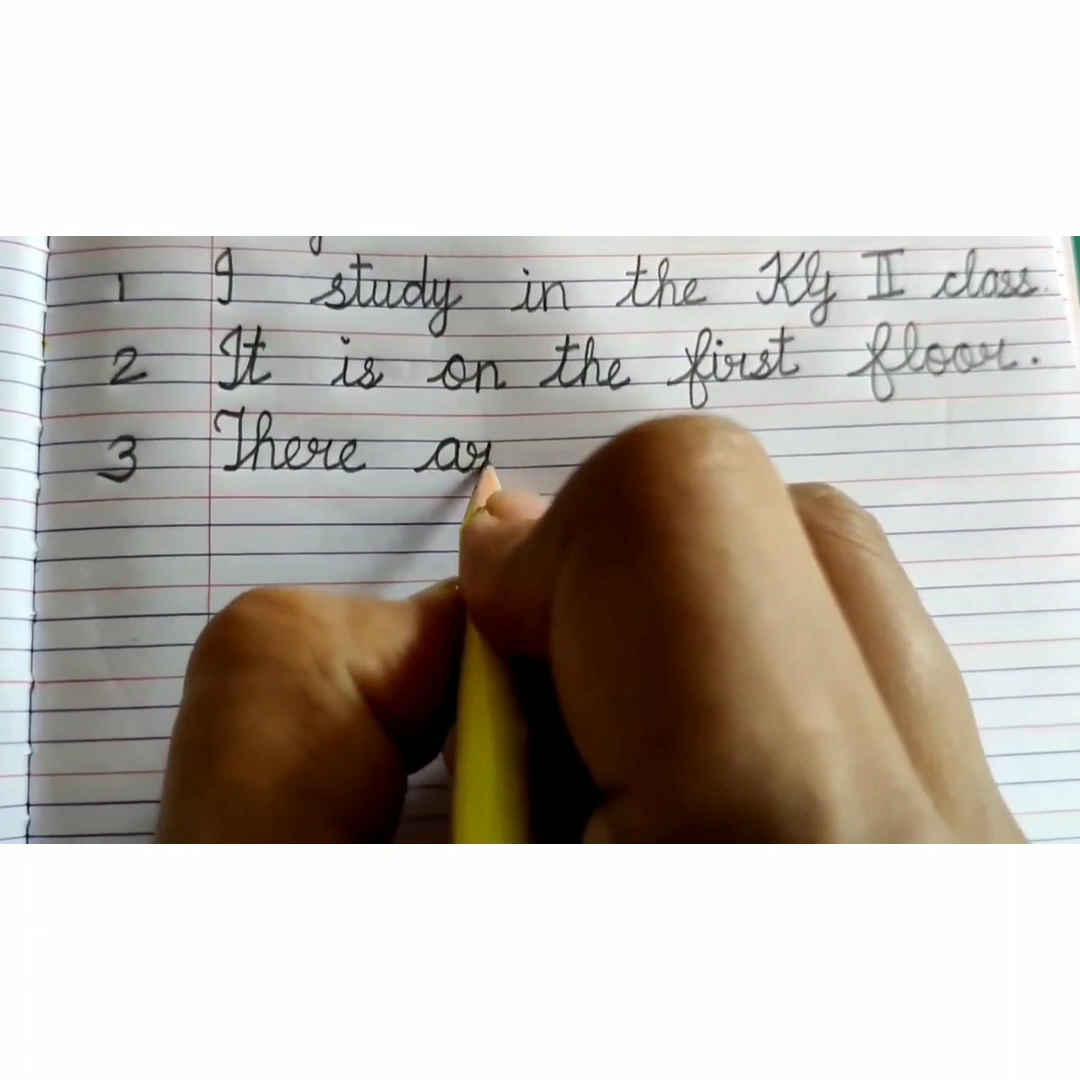 1 I study in the KG II class.
2 It is on the first floor.
3 There ar